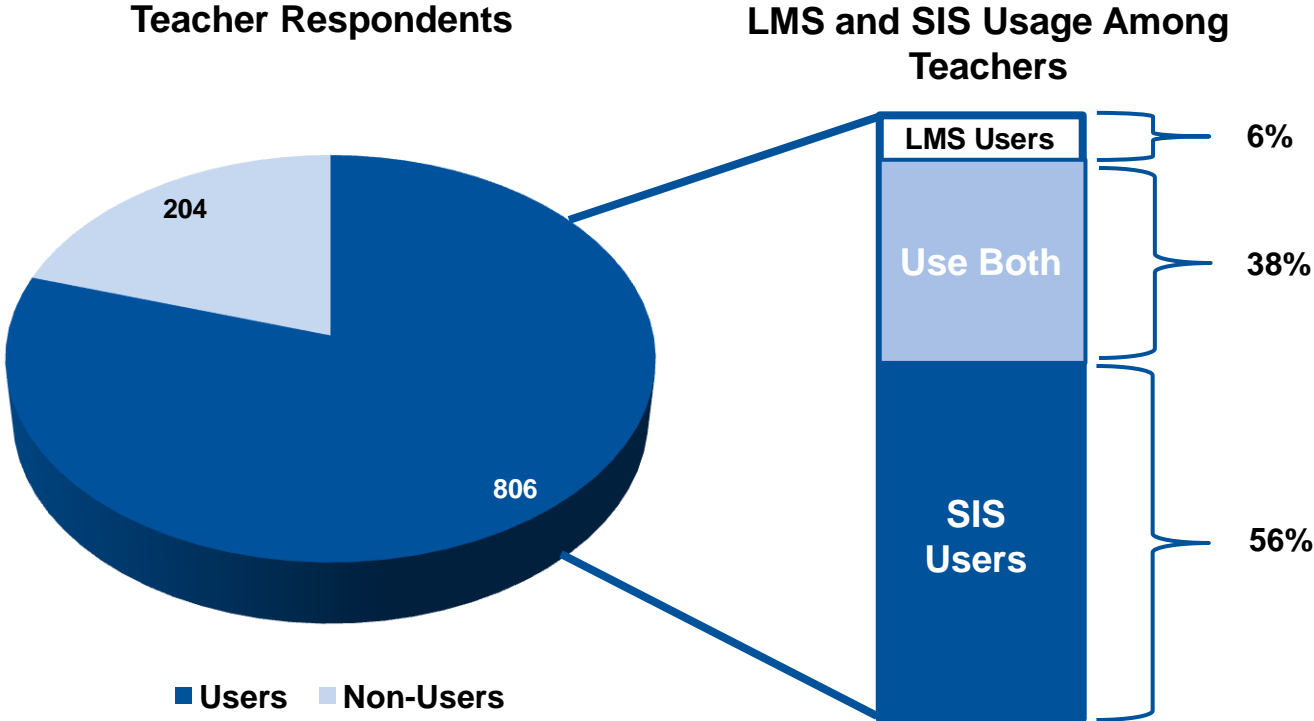 Teacher Respondents
LMS and SIS Usage Among
Teachers
204
806
Users
Non-Users
LMS Users
6%
Use Both
38%
SIS
Users
56%